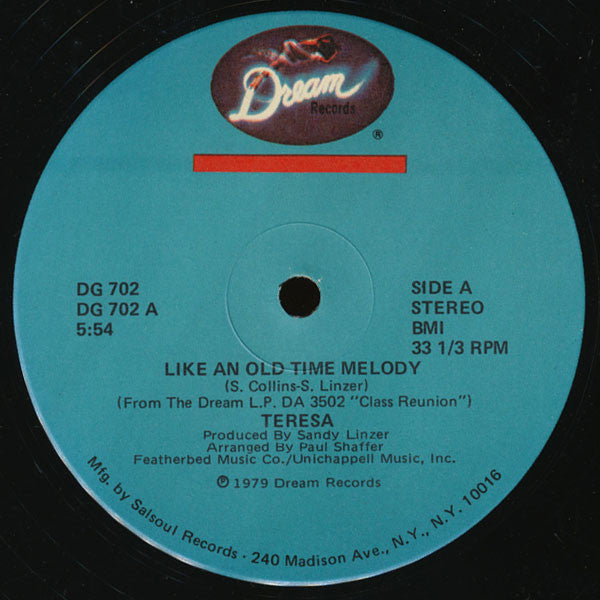 Dream
Records
®
DG 702
DG 702 A
5:54
SIDE A
STEREO
BMI
33 1/3 RPM
LIKE AN OLD TIME MELODY
(S. Collins-S. Linzer)
(From The Dream L.P. DA 3502 "Class Reunion")
TERESA
Produced By Sandy Linzer
Arranged By Paul Shaffer
Featherbed Music Co./Unichappell Music, Inc.
℗ 1979 Dream Records
Mfg. by Salsoul Records · 240 Madison Ave., N.Y., N.Y. 10016